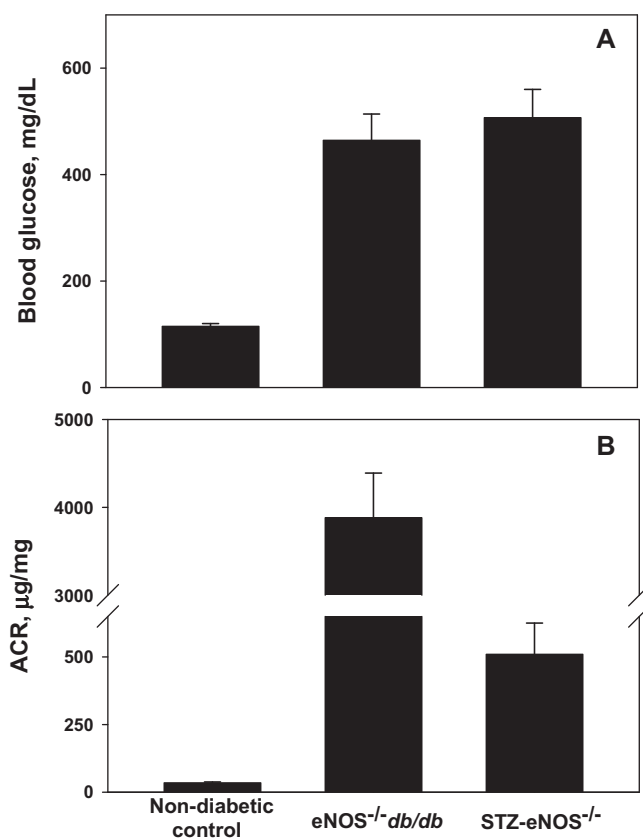 A
Blood glucose, mg/dL
600
400
200
0
B
ACR, µg/mg
5000
4000
3000
500
250
0
Non-diabetic
control
eNOS-/- db/db
STZ-eNOS-/-